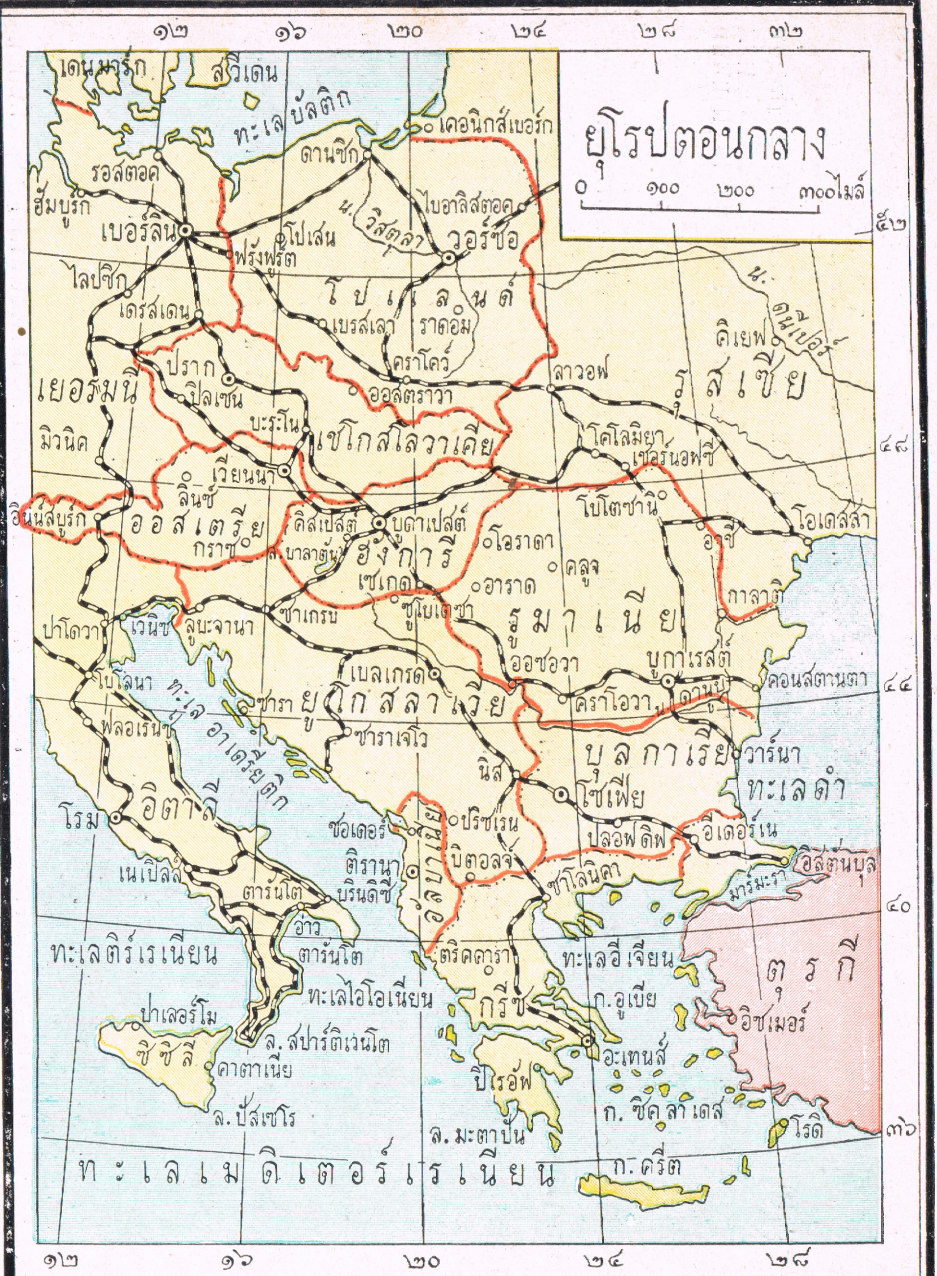 ๑๒ ๑๖ ๒๐ ๒๔ ๒๘ ๓๒
เดนมาร์ก
สวีเดน
ทะเลบัลติก
ยุโรปตอนกลาง
๐ ๑๐๐ ๒๐๐ ๓๐๐ไมล์
เคอนิกส์เบอร์ก
ดานซิก
รอสตอค
ฮัมบูร์ก
ไบอาลิสตอค
น. วิสตุลา
เบอร์ลิน
โปเสน
วอร์ซอ
๕๒
ฟรังฟูร์ต
ไลปซิก
โปแลนด์
น. ดนีเปอร์
เดรสเดน
เบรสเลา
ราดอม
คิเยฟ
ปราก
คราโคว์
ลาวอฟ
รุสเซีย
เยอรมนี
ปิลเซน
ออสตราวา
บะระโน
เชโกสโลวาเคีย
โคโลมิยา
๔๘
มิวนิค
เวียนนา
เชอร์นอฟซี
ลินซ์
โบโตซานิ
อินน์สบูร์ก
ออสเตรีย
คิสเปสต์
บูดาเปสต์
โอเดสสา
กราซ
ล. บาลาตัน
ฮังการี
โอราดา
อาซี
เซเกด
อาราด
คลูจ
กาลาติ
ซูโบเตซา
ปาโดวา
เวนิช
ลูบะจานา
ซาเกรบ
รูมาเนีย
ออซอวา
บูกาเรสต์
โบโลนา
เบลเกรด
คอนสตานตา
๔๔
ทะเลอาเดรียติก
ซารา
ยูโกสลาเวีย
คราโอวา
ดานูบ
ฟลอเรนซ์
ซาราเจโว
บุลกาเรีย
วาร์นา
นิส
ทะเลดำ
อิตาลี
โซเฟีย
โรม
ชอเดอร์
ปริซเรน
ปลอฟดิฟ
อีเดอร์เน
ติรานา
อัลบาเนีย
บิตอลจ์
ซาโลนิคา
มาร์มะรา
อิสตันบูล
เนเปิลส์
ตารันโต
บรินดิซี
๔๐
อ่าว
ตารันโต
ทะเลติร์เรเนียน
ตริคคารา
ทะเลอีเจียน
ตุรกี
ทะเลไอโอเนียน
กรีซ
ก.อูเบีย
ปาเลอร์โม
อิซเมอร์
ซิซิลี
ล. สปาร์ติเวนโต
คาตาเนีย
อะเทนส์
ปิเรอัฟ
ล. ปัสเซโร
ก. ซิคลาเดส
ล. มะตาปัน
โรดิ
๓๖
ทะเลเมดิเตอร์เรเนียน
ก. ครีต
๑๒ ๑๖ ๒๐ ๒๔ ๒๘